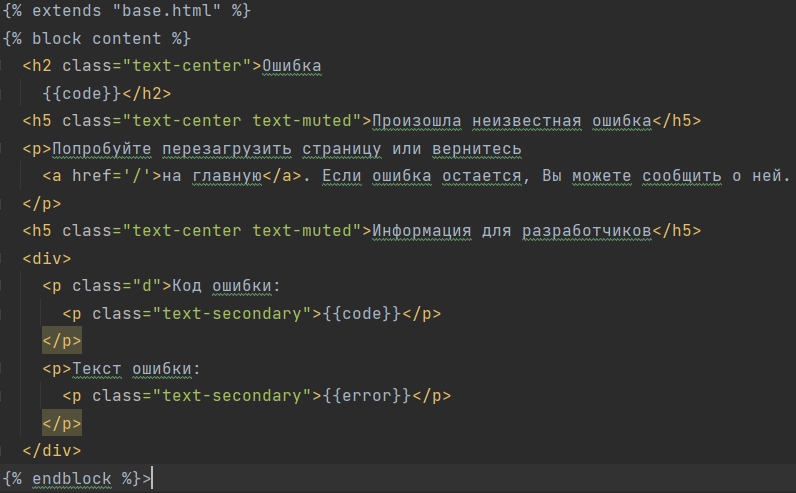 {% extends "base.html" %}
{% block content %}
<h2 class="text-center">Ошибка
{{code}}</h2>
<h5 class="text-center text-muted">Произошла неизвестная ошибка</h5>
<p>Попробуйте перезагрузить страницу или вернитесь
<a href='/'>на главную</a>. Если ошибка остается, Вы можете сообщить о ней.
</p>
<h5 class="text-center text-muted">Информация для разработчиков</h5>
<div>
<p class="d">Код ошибки:
<p class="text-secondary">{{code}}</p>
</p>
<p>Текст ошибки:
<p class="text-secondary">{{error}}</p>
</p>
</div>
{% endblock %}>